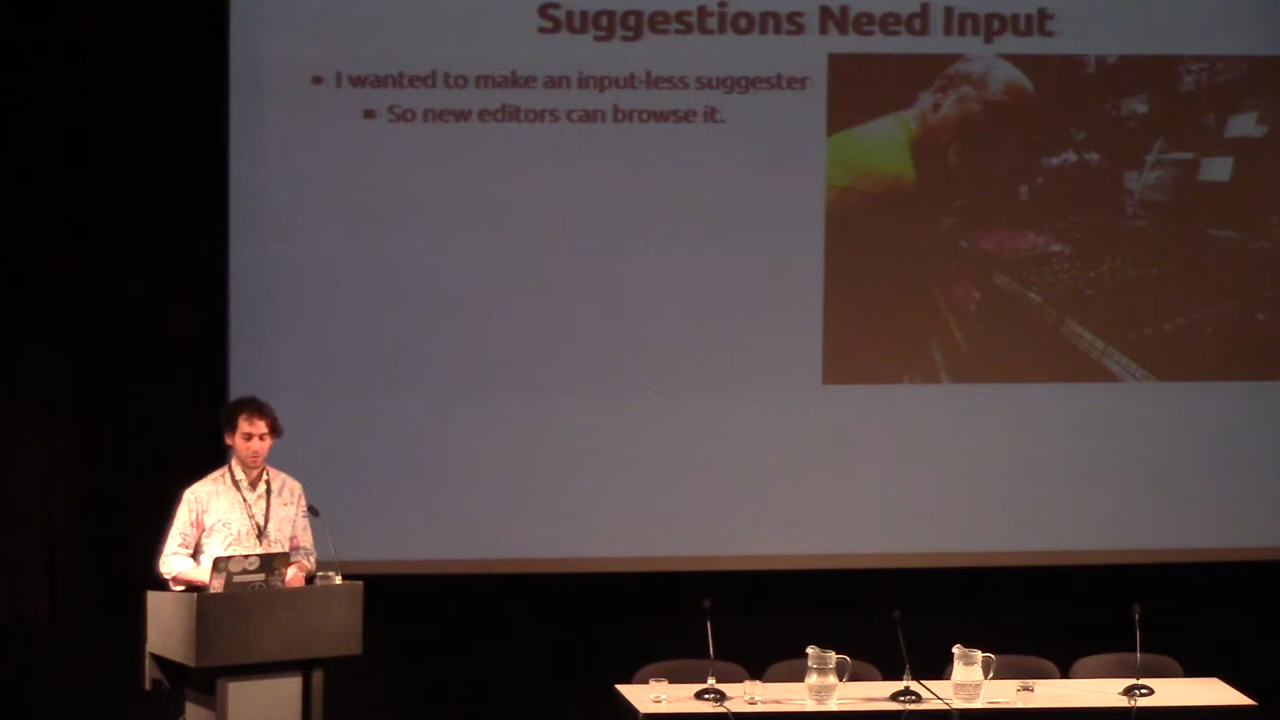 Suggestions Need Input
I wanted to make an input-less suggester
So new editors can browse it.